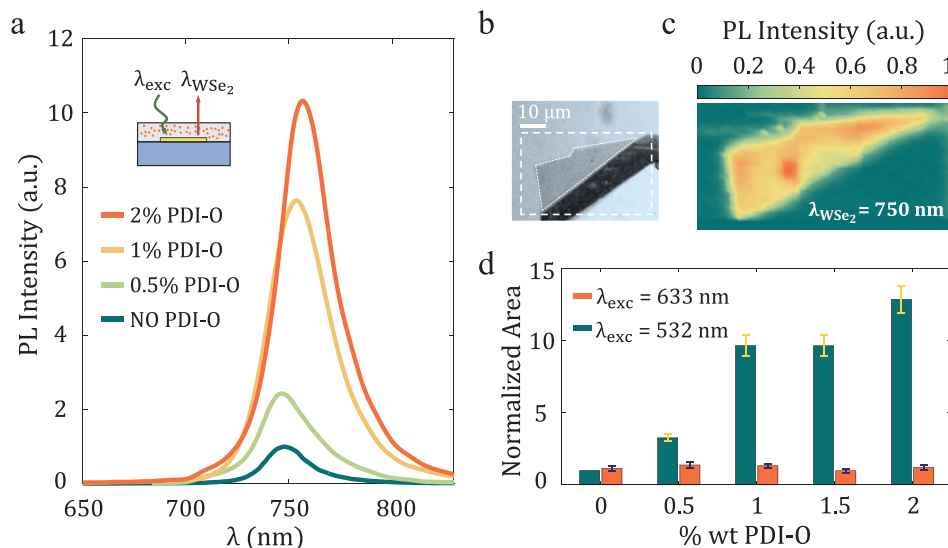 a
12
10
8
6
4
2
0
PL Intensity (a.u.)
λexc
λWSe₂
2% PDI-O
1% PDI-O
0.5% PDI-O
NO PDI-O
650
700
750
800
λ (nm)
b
10 μm
c
PL Intensity (a.u.)
0
0.2
0.4
0.6
0.8
1
λWSe₂ = 750 nm
d
15
10
5
Normalized Area
λexc = 633 nm
λexc = 532 nm
0
0.5
1
1.5
2
% wt PDI-O